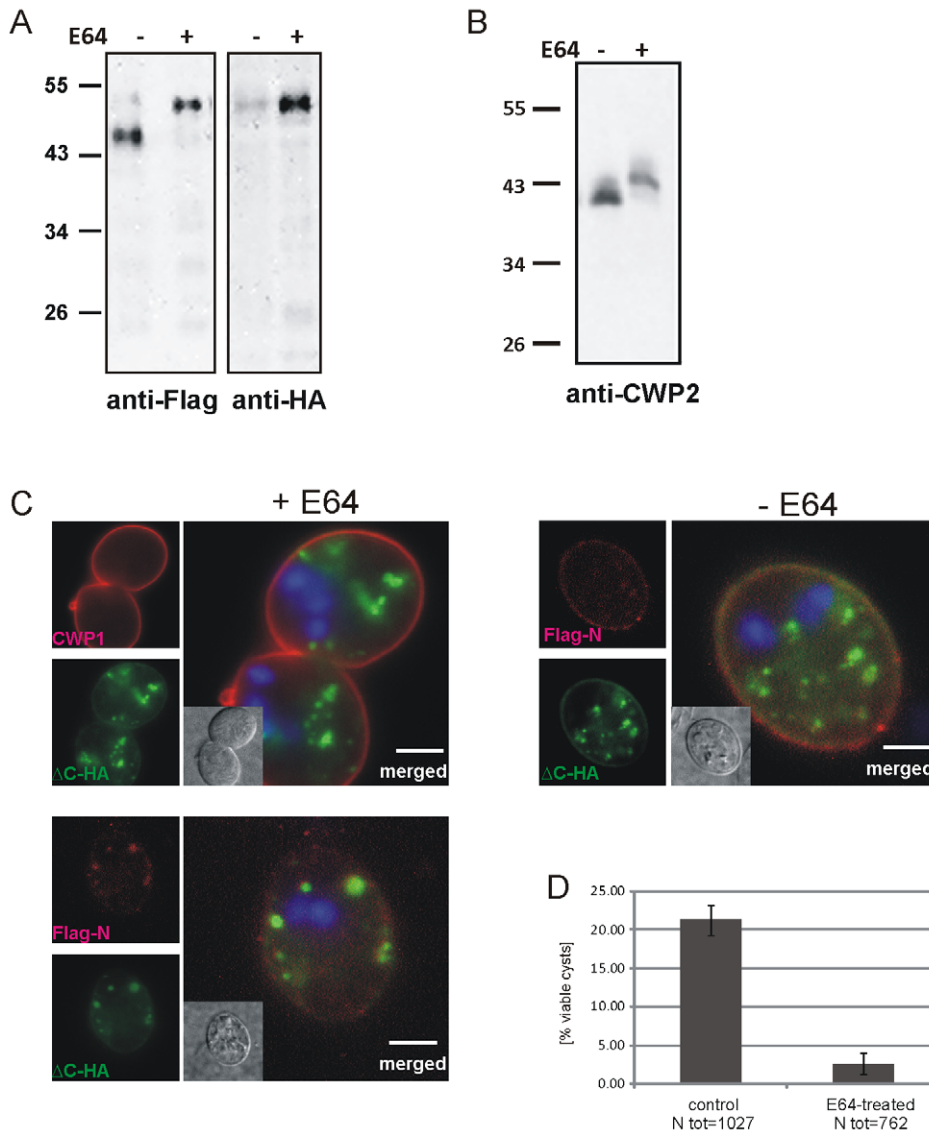 A
E64 - +
- +
55
43
34
26
anti-Flag
anti-HA
B
E64 - +
55
43
34
26
anti-CWP2
C
+ E64
CWP1
ΔC-HA
merged
Flag-N
ΔC-HA
merged
- E64
Flag-N
ΔC-HA
merged
D
[% viable cysts]
25.00
20.00
15.00
10.00
5.00
0.00
control
N tot=1027
E64-treated
N tot=762